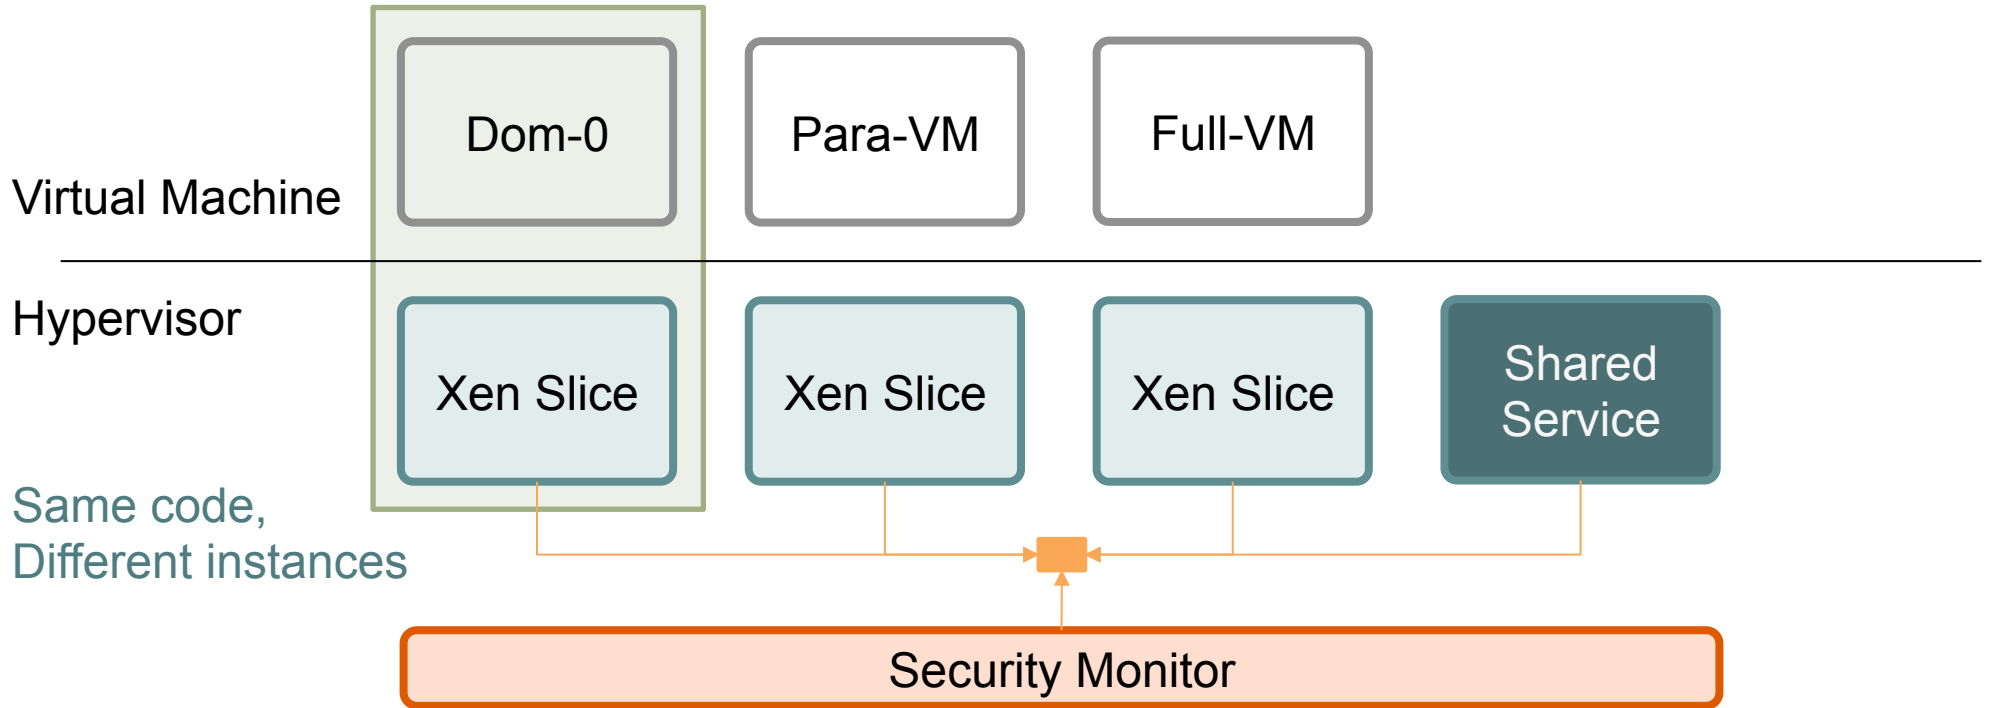 Dom-0
Para-VM
Full-VM
Virtual Machine
Hypervisor
Xen Slice
Xen Slice
Xen Slice
Shared
Service
Same code,
Different instances
Security Monitor